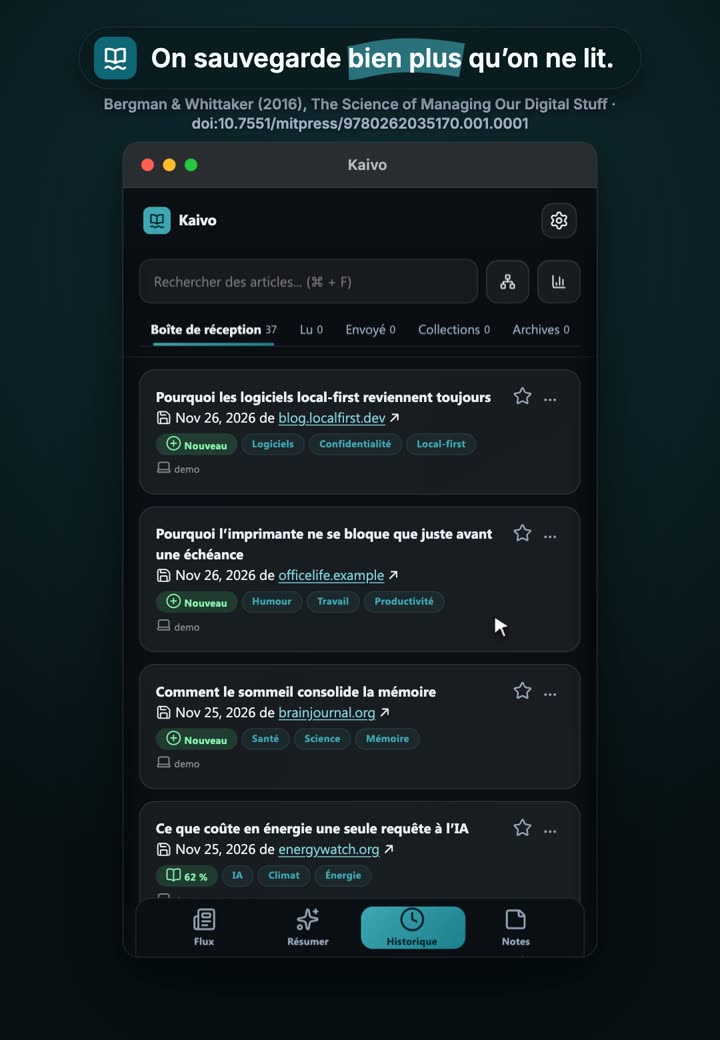 On sauvegarde bien plus qu’on ne lit.
Bergman & Whittaker (2016), The Science of Managing Our Digital Stuff ·
doi:10.7551/mitpress/9780262035170.001.0001
Kaivo
Kaivo
Rechercher des articles... (⌘ + F)
Boîte de réception 37 Lu 0 Envoyé 0 Collections 0 Archives 0
Pourquoi les logiciels local-first reviennent toujours
Nov 26, 2026 de blog.localfirst.dev ↗
Nouveau Logiciels Confidentialité Local-first
demo
Pourquoi l’imprimante ne se bloque que juste avant
une échéance
Nov 26, 2026 de officelife.example ↗
Nouveau Humour Travail Productivité
demo
Comment le sommeil consolide la mémoire
Nov 25, 2026 de brainjournal.org ↗
Nouveau Santé Science Mémoire
demo
Ce que coûte en énergie une seule requête à l’IA
Nov 25, 2026 de energywatch.org ↗
62 % IA Climat Énergie
Flux Résumer Historique Notes